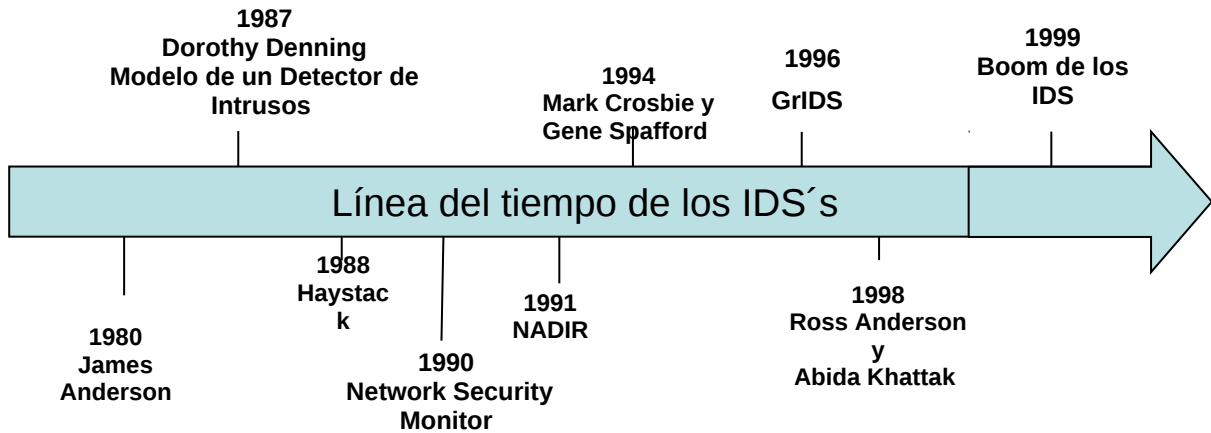 1987
Dorothy Denning
Modelo de un Detector de
Intrusos
1994
Mark Crosbie y
Gene Spafford
1996
GrIDS
1999
Boom de los
IDS
Línea del tiempo de los IDS´s
1980
James
Anderson
1988
Haystac
k
1990
Network Security
Monitor
1991
NADIR
1998
Ross Anderson
y
Abida Khattak